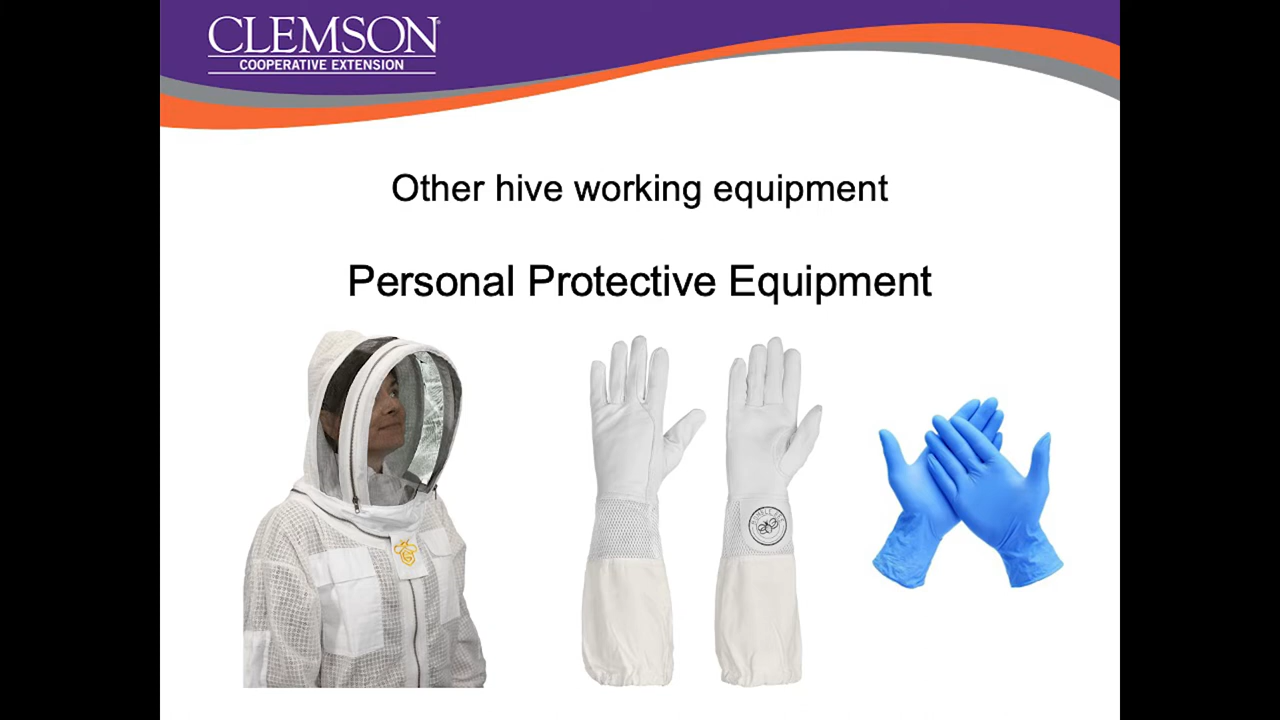 CLEMSON®
COOPERATIVE EXTENSION
Other hive working equipment
Personal Protective Equipment